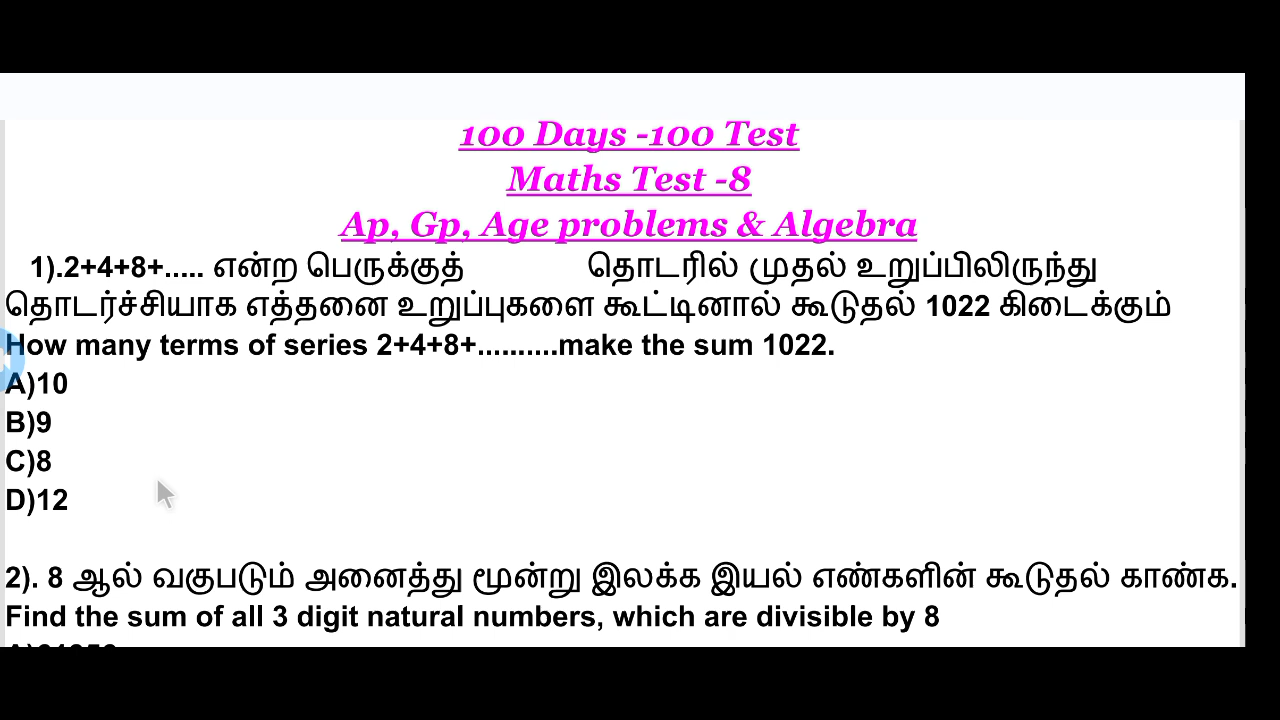 100 Days -100 Test
Maths Test -8
Ap, Gp, Age problems & Algebra
1).2+4+8+..... என்ற பெருக்குத் தொடரில் முதல் உறுப்பிலிருந்து
தொடர்ச்சியாக எத்தனை உறுப்புகளை கூட்டினால் கூடுதல் 1022 கிடைக்கும்
How many terms of series 2+4+8+..........make the sum 1022.
A)10
B)9
C)8
D)12
2). 8 ஆல் வகுபடும் அனைத்து மூன்று இலக்க இயல் எண்களின் கூடுதல் காண்க.
Find the sum of all 3 digit natural numbers, which are divisible by 8